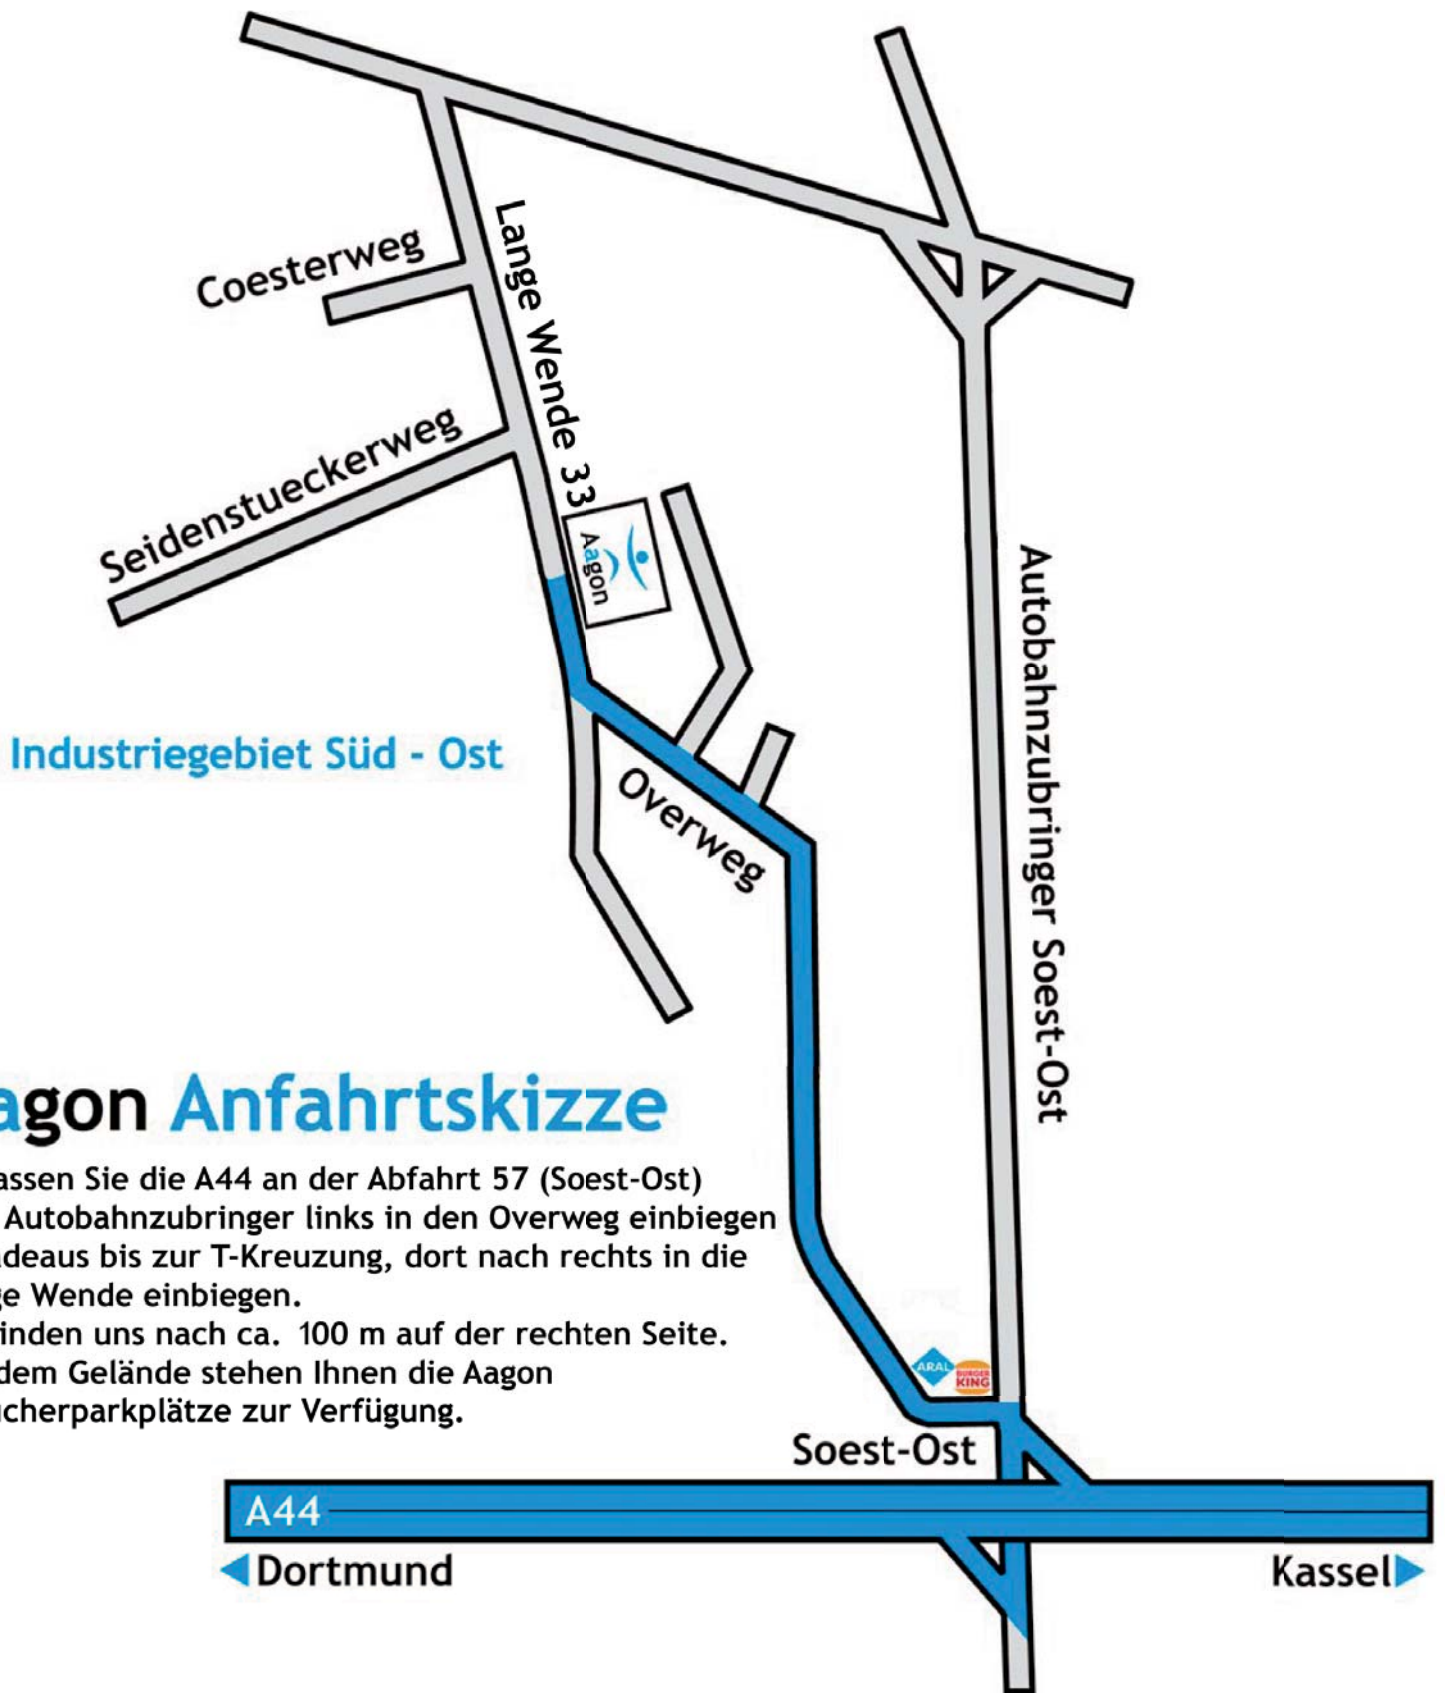 Coesterweg
Lange Wende 33
Seidenstueckerweg
Aagon
Autobahnzubringer Soest-Ost
Industriegebiet Süd - Ost
Overweg
agon Anfahrtskizze
assen Sie die A44 an der Abfahrt 57 (Soest-Ost)
Autobahnzubringer links in den Overweg einbiegen
adeaus bis zur T-Kreuzung, dort nach rechts in die
ge Wende einbiegen.
inden uns nach ca. 100 m auf der rechten Seite.
dem Gelände stehen Ihnen die Aagon
ucherparkplätze zur Verfügung.
ARAL
BURGER
KING
Soest-Ost
A44
Dortmund
Kassel